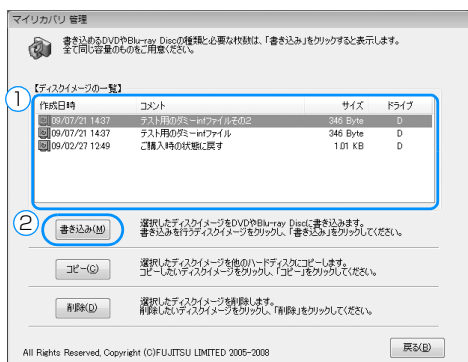 マイリカバリ 管理
書き込めるDVDやBlu-ray Discの種類と必要な枚数は、「書き込み」をクリックすると表示します。
全て同じ容量のものをご用意ください。
【ディスクイメージの一覧】
①
作成日時 コメント サイズ ドライブ
09/07/21 1437 テスト用のダミーinfファイルその2 346 Byte D
09/07/21 1437 テスト用のダミーinfファイル 346 Byte D
09/02/27 1249 ご購入時の状態に戻す 1.01 KB D
②
書き込み(M)
選択したディスクイメージをDVDやBlu-ray Discに書き込みます。
書き込みを行うディスクイメージをクリックし、「書き込み」をクリックしてください。
コピー(C)
選択したディスクイメージを他のハードディスクにコピーします。
コピーしたいディスクイメージをクリックし、「コピー」をクリックしてください。
削除(D)
選択したディスクイメージを削除します。
削除したいディスクイメージをクリックし、「削除」をクリックしてください。
All Rights Reserved, Copyright (C)FUJITSU LIMITED 2005-2008
戻る(B)